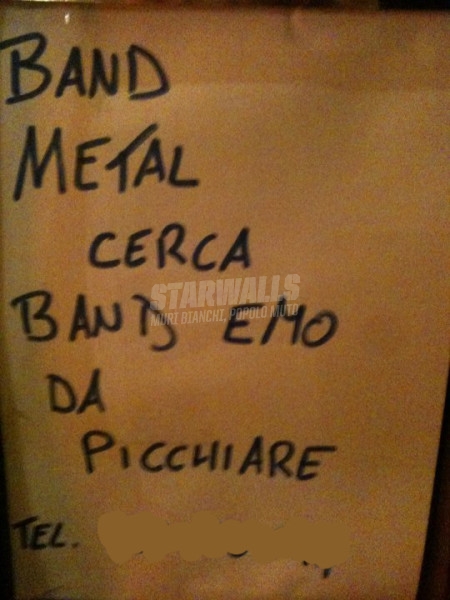 BAND
METAL
CERCA
STARWALLS
MURI BIANCHI, POPOLO MUTO
BAND EMO
DA
PICCHIARE
TEL.